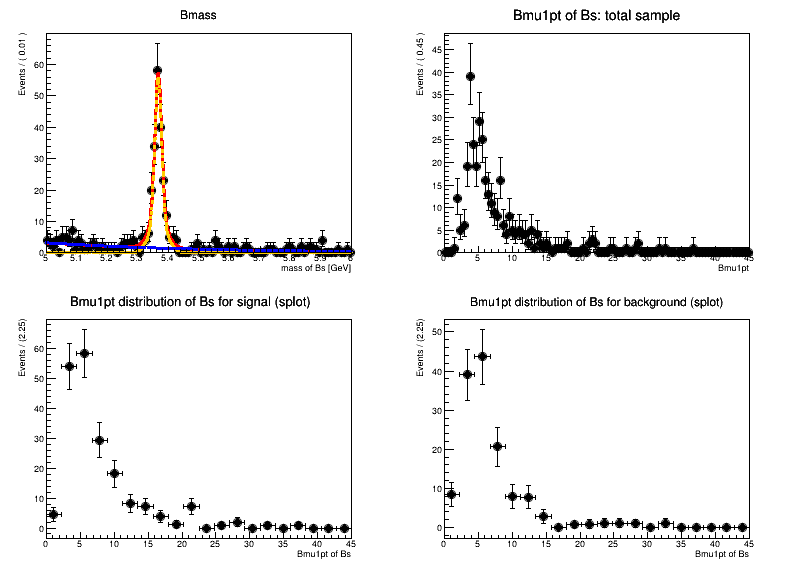 Bmass
Events / ( 0.01 )
60
50
40
30
20
10
0
5 5.1 5.2 5.3 5.4 5.5 5.6 5.7 5.8 5.9 6
mass of Bs [GeV]
Bmu1pt of Bs: total sample
Events / ( 0.45 )
45
40
35
30
25
20
15
10
5
0
0 5 10 15 20 25 30 35 40 45
Bmu1pt
Bmu1pt distribution of Bs for signal (splot)
Events / (2.25)
60
50
40
30
20
10
0
0 5 10 15 20 25 30 35 40 45
Bmu1pt of Bs
Bmu1pt distribution of Bs for background (splot)
Events / (2.25)
50
40
30
20
10
0
0 5 10 15 20 25 30 35 40 45
Bmu1pt of Bs